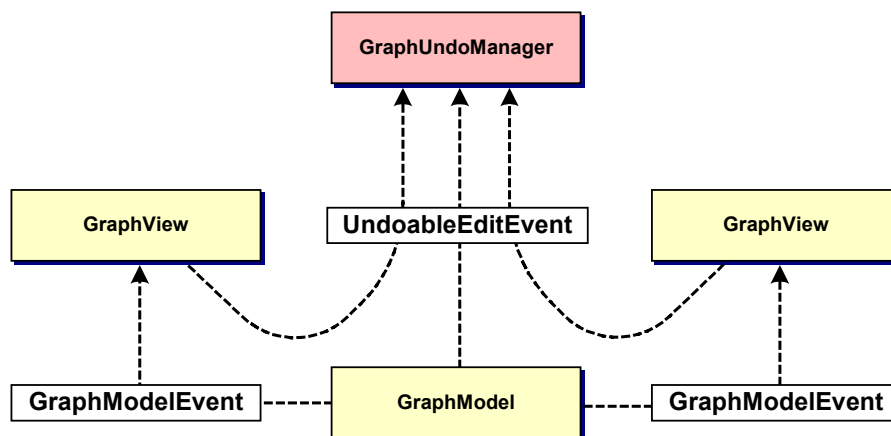 GraphUndoManager
GraphView
UndoableEditEvent
GraphView
GraphModelEvent
GraphModel
GraphModelEvent